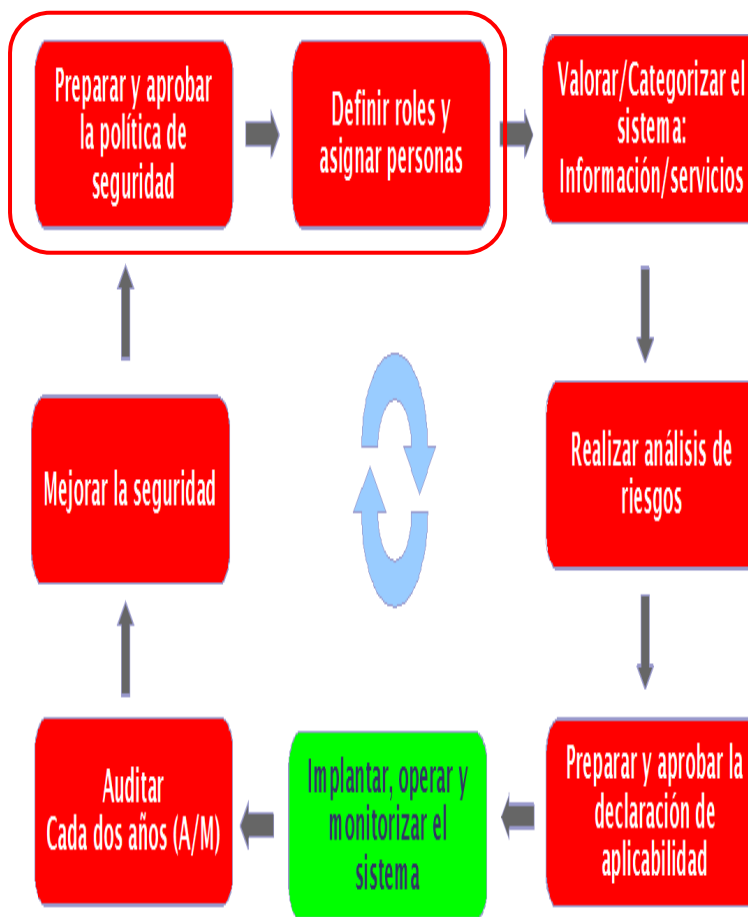 Preparar y aprobar
la política de
seguridad
Definir roles y
asignar personas
Valorar/Categorizar el
sistema:
Información/servicios
Realizar análisis de
riesgos
Preparar y aprobar la
declaración de
aplicabilidad
Implantar, operar y
monitorizar el
sistema
Auditar
Cada dos años (A/M)
Mejorar la seguridad